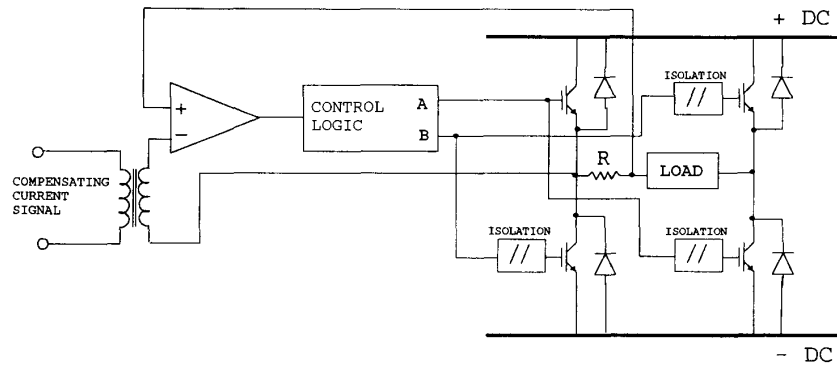 + DC
ISOLATION
//
+
−
CONTROL
LOGIC
A
B
R
LOAD
COMPENSATING
CURRENT
SIGNAL
ISOLATION
//
ISOLATION
//
− DC